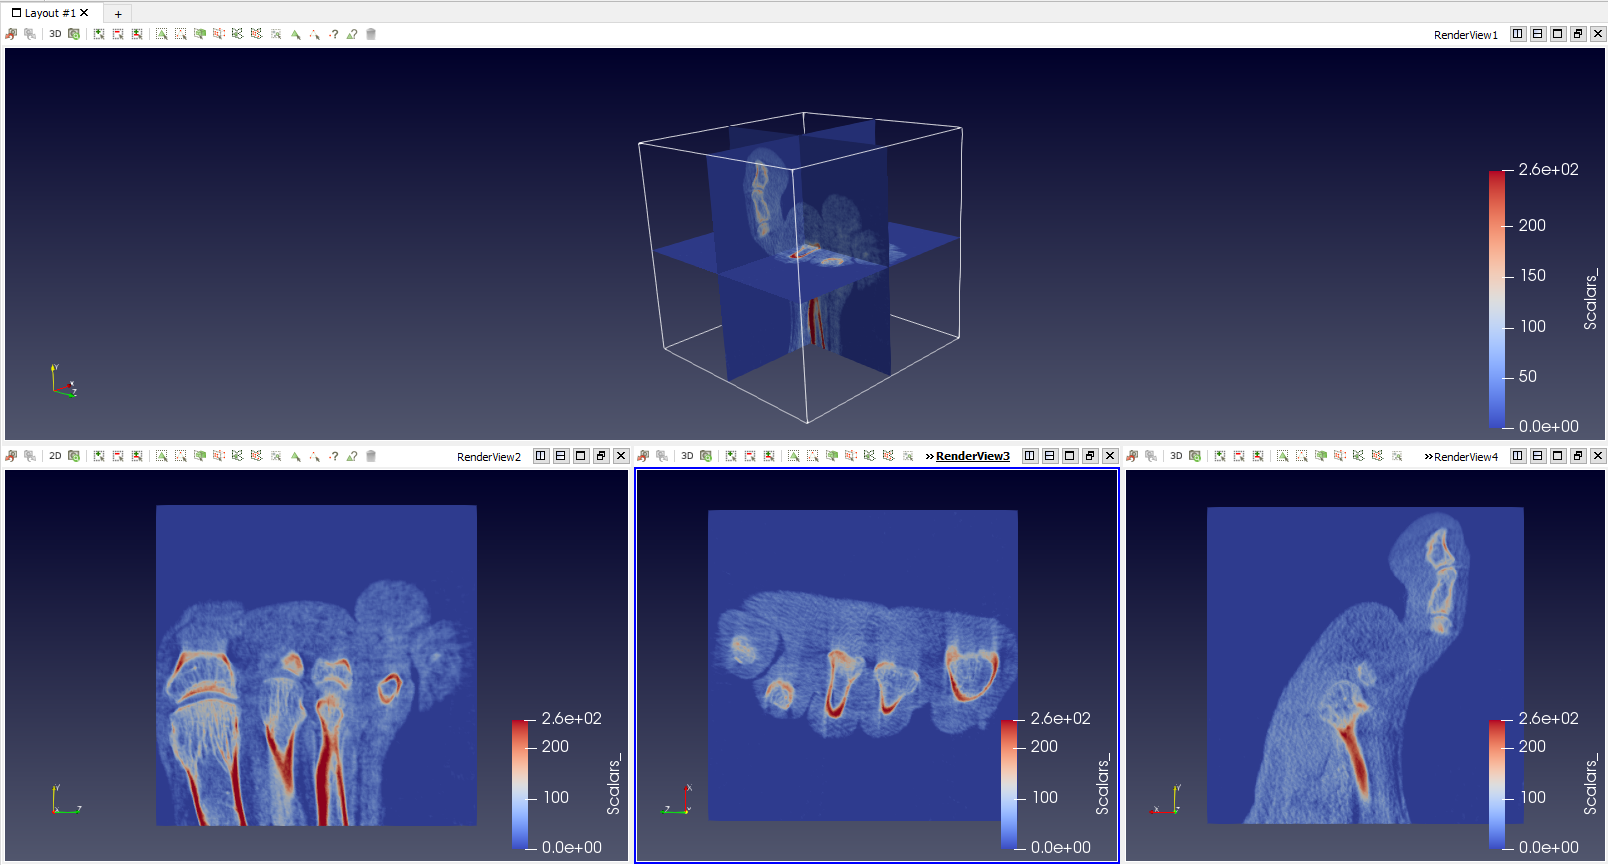 Layout #1
+
3D
RenderView1
2.6e+02
200
150
100
50
0.0e+00
Scalars_
Y
Z
2D
RenderView2
3D
» RenderView3
3D
»RenderView4
2.6e+02
200
100
0.0e+00
Scalars_
Y
X
Z
2.6e+02
200
100
0.0e+00
Scalars_
X
Z
Y
2.6e+02
200
100
0.0e+00
Scalars_
Y
X
Z